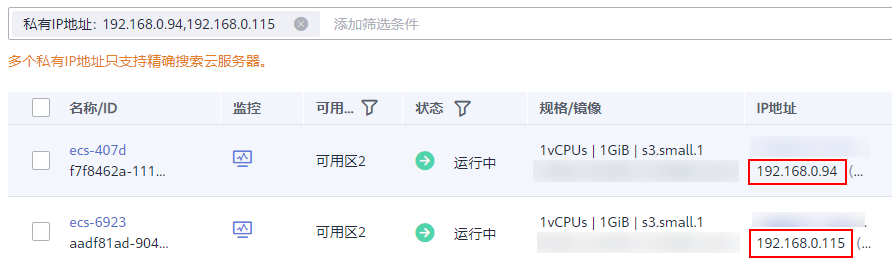 私有IP地址: 192.168.0.94,192.168.0.115 添加筛选条件
多个私有IP地址只支持精确搜索云服务器。
名称/ID 监控 可用... 状态 规格/镜像 IP地址
ecs-407d 1vCPUs | 1GiB | s3.small.1
f7f8462a-111... 可用区2 运行中 192.168.0.94 (...
ecs-6923 1vCPUs | 1GiB | s3.small.1
aadf81ad-904... 可用区2 运行中 192.168.0.115 (...